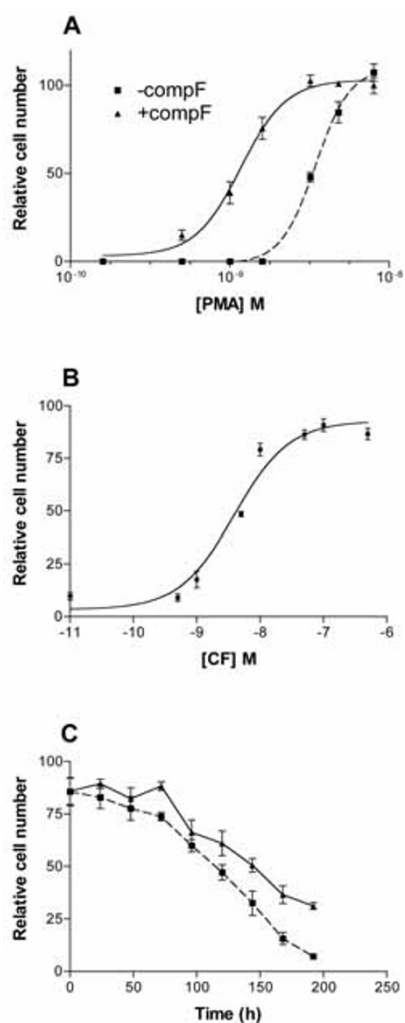 A
Relative cell number
100
50
0
-compF
+compF
10⁻¹⁰
10⁻⁹
10⁻⁸
[PMA] M
B
Relative cell number
100
75
50
25
0
-11
-10
-9
-8
-7
-6
[CF] M
C
Relative cell number
100
75
50
25
0
0
50
100
150
200
250
Time (h)